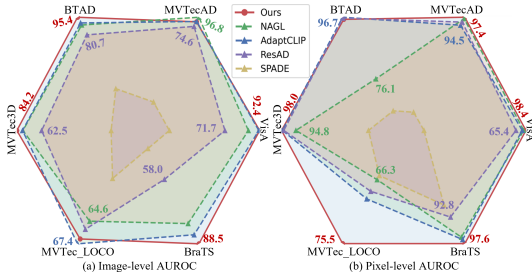 BTAD
MVTecAD
95.4
96.8
80.7
74.6
84.2
92.4
MVTec3D
62.5
71.7
VisA
58.0
64.6
67.4
88.5
MVTec_LOCO
BraTS
(a) Image-level AUROC
Ours
NAGL
AdaptCLIP
ResAD
SPADE
BTAD
MVTecAD
96.7
97.4
94.5
76.1
98.0
98.4
MVTec3D
94.8
65.4
VisA
66.3
92.8
75.5
97.6
MVTec_LOCO
BraTS
(b) Pixel-level AUROC